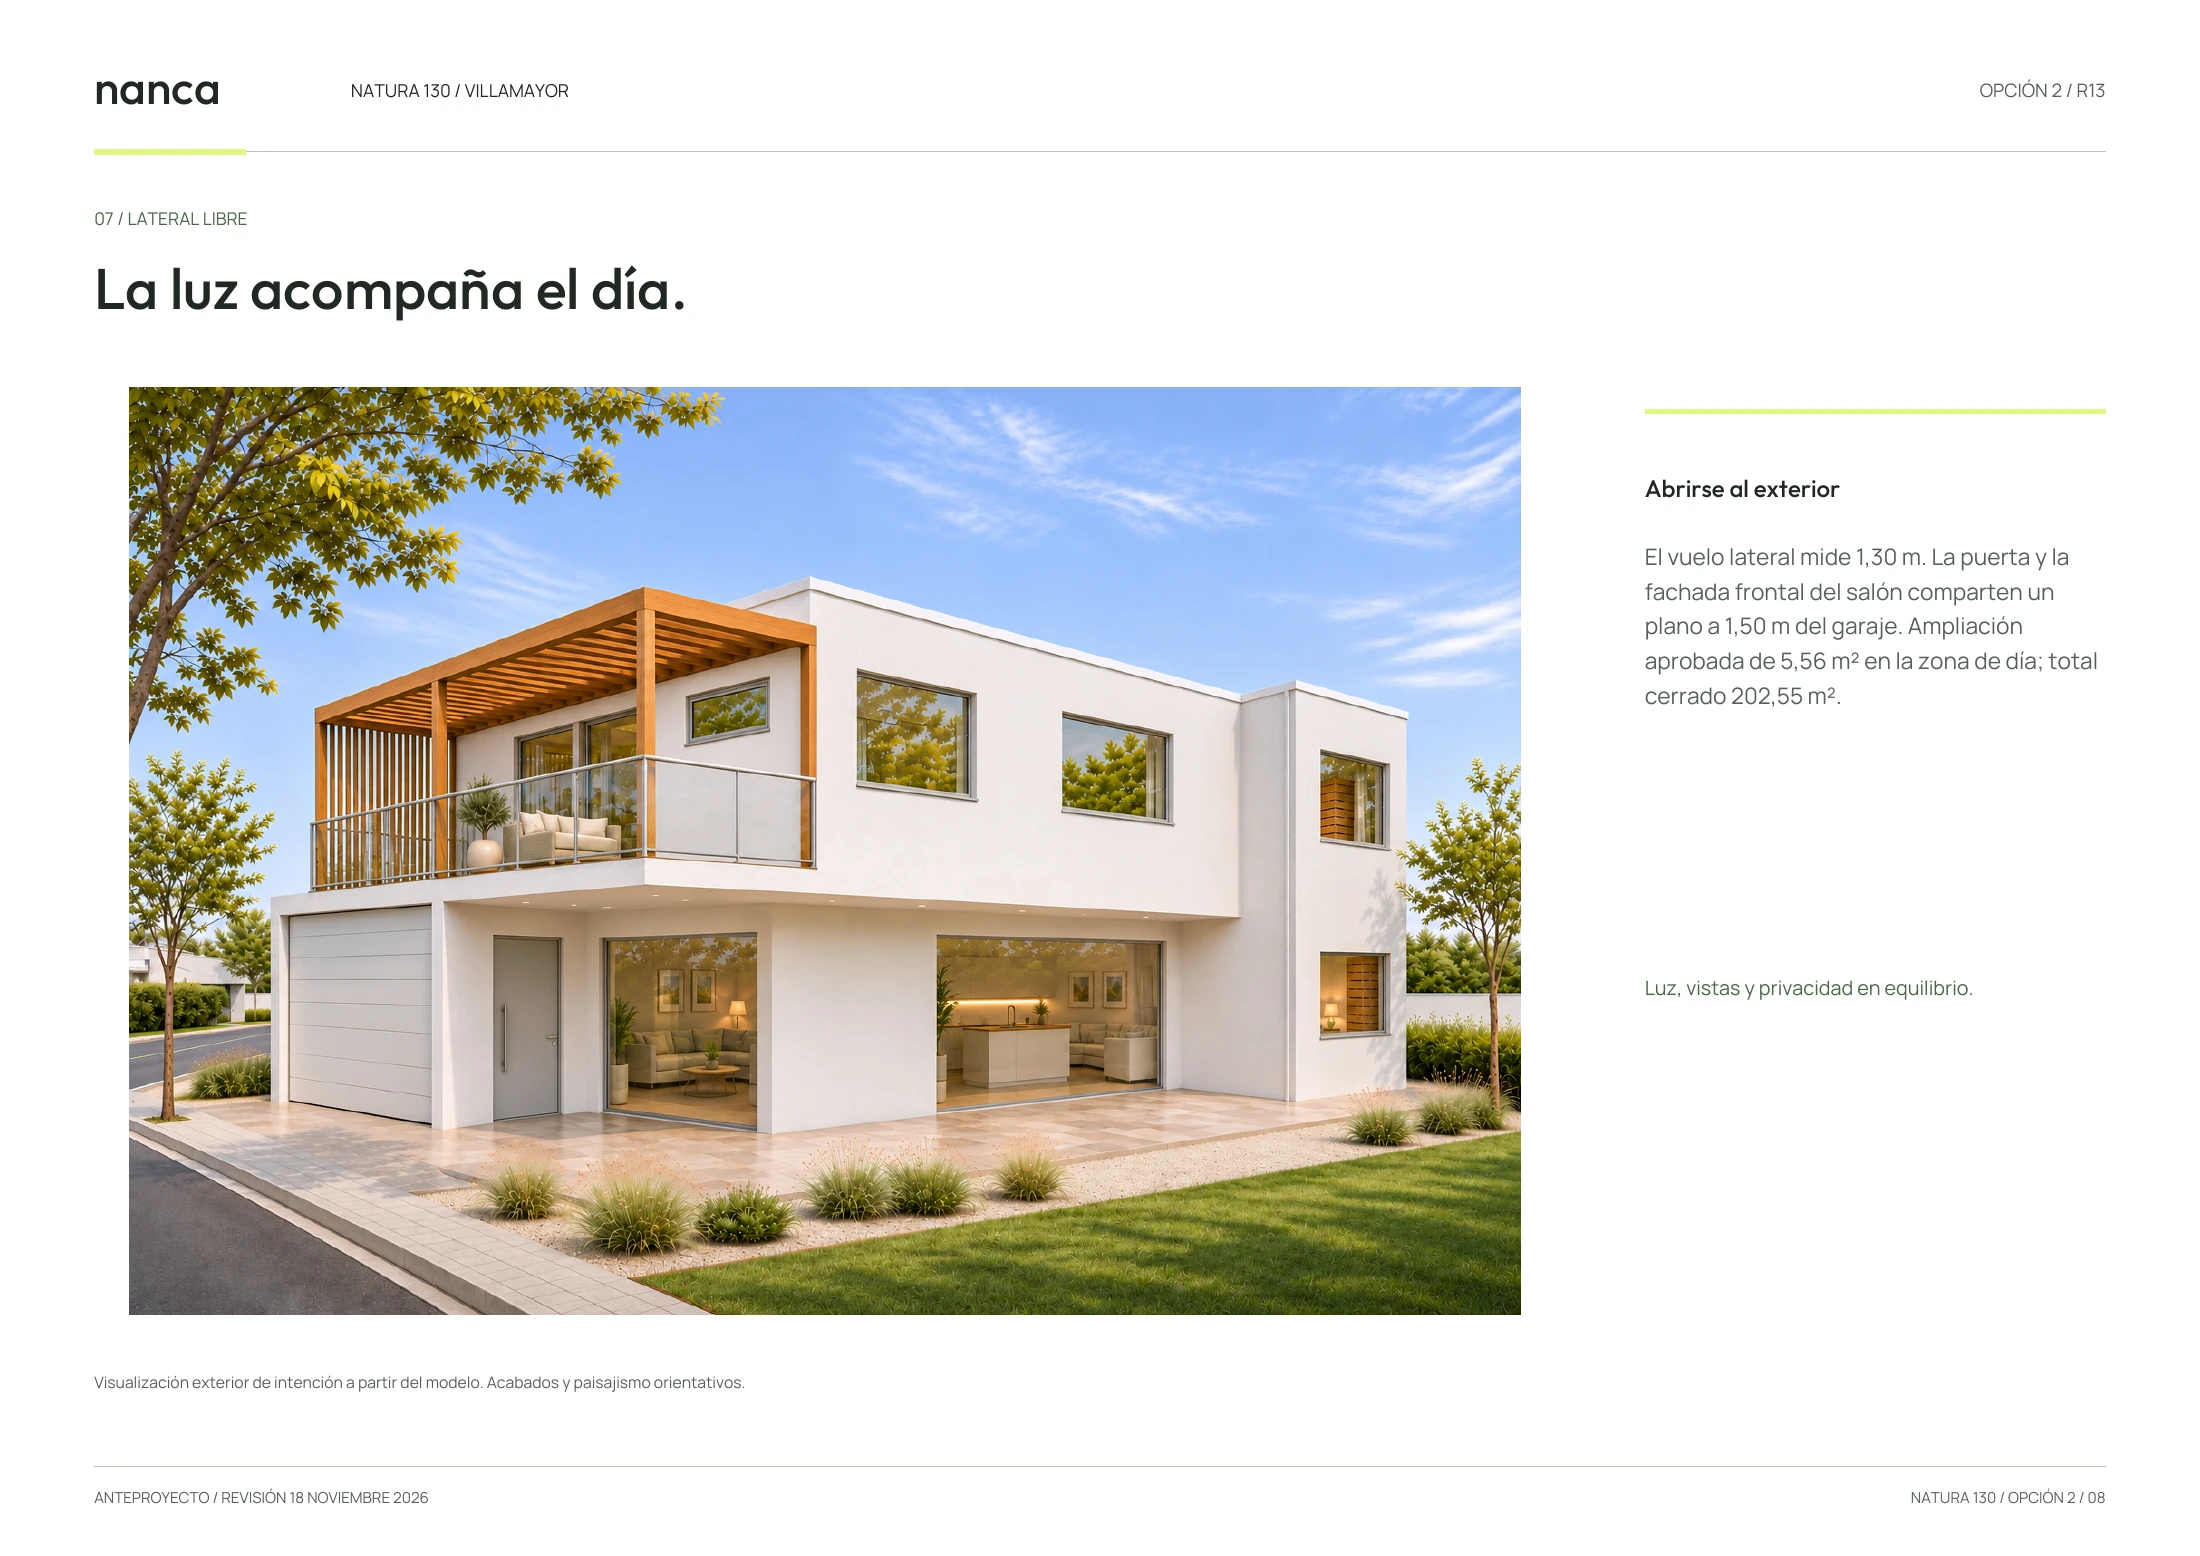 nanca
NATURA 130 / VILLAMAYOR
OPCIÓN 2 / R13
07 / LATERAL LIBRE
La luz acompaña el día.
Abrirse al exterior
El vuelo lateral mide 1,30 m. La puerta y la
fachada frontal del salón comparten un
plano a 1,50 m del garaje. Ampliación
aprobada de 5,56 m² en la zona de día; total
cerrado 202,55 m².
Luz, vistas y privacidad en equilibrio.
Visualización exterior de intención a partir del modelo. Acabados y paisajismo orientativos.
ANTEPROYECTO / REVISIÓN 18 NOVIEMBRE 2026
NATURA 130 / OPCIÓN 2 / 08